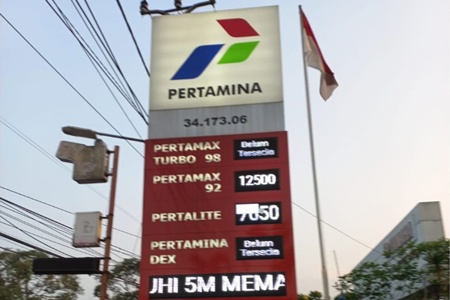 PERTAMINA
34.173.06
PERTAMAX TURBO 98 Belum Tersedia
PERTAMAX 92 12500
PERTALITE 7650
PERTAMINA DEX Belum Tersedia
JHI 5M MEMA